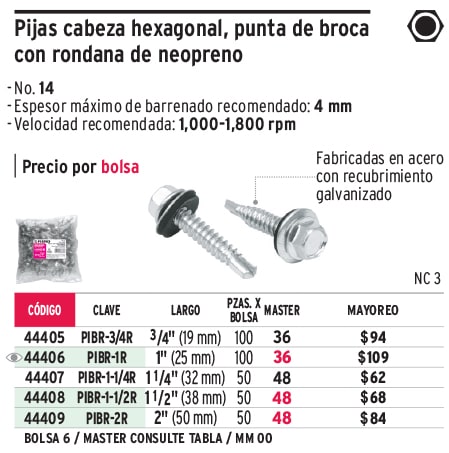 Pijas cabeza hexagonal, punta de broca
con rondana de neopreno
- No. 14
- Espesor máximo de barrenado recomendado: 4 mm
- Velocidad recomendada: 1,000-1,800 rpm
Precio por bolsa
Fabricadas en acero
con recubrimiento
galvanizado
NC 3
CÓDIGO CLAVE LARGO PZAS. X BOLSA MASTER MAYOREO
44405 PIBR-3/4R 3/4" (19 mm) 100 36 $94
44406 PIBR-1R 1" (25 mm) 100 36 $109
44407 PIBR-1-1/4R 1 1/4" (32 mm) 50 48 $62
44408 PIBR-1-1/2R 1 1/2" (38 mm) 50 48 $68
44409 PIBR-2R 2" (50 mm) 50 48 $84
BOLSA 6 / MASTER CONSULTE TABLA / MM 00